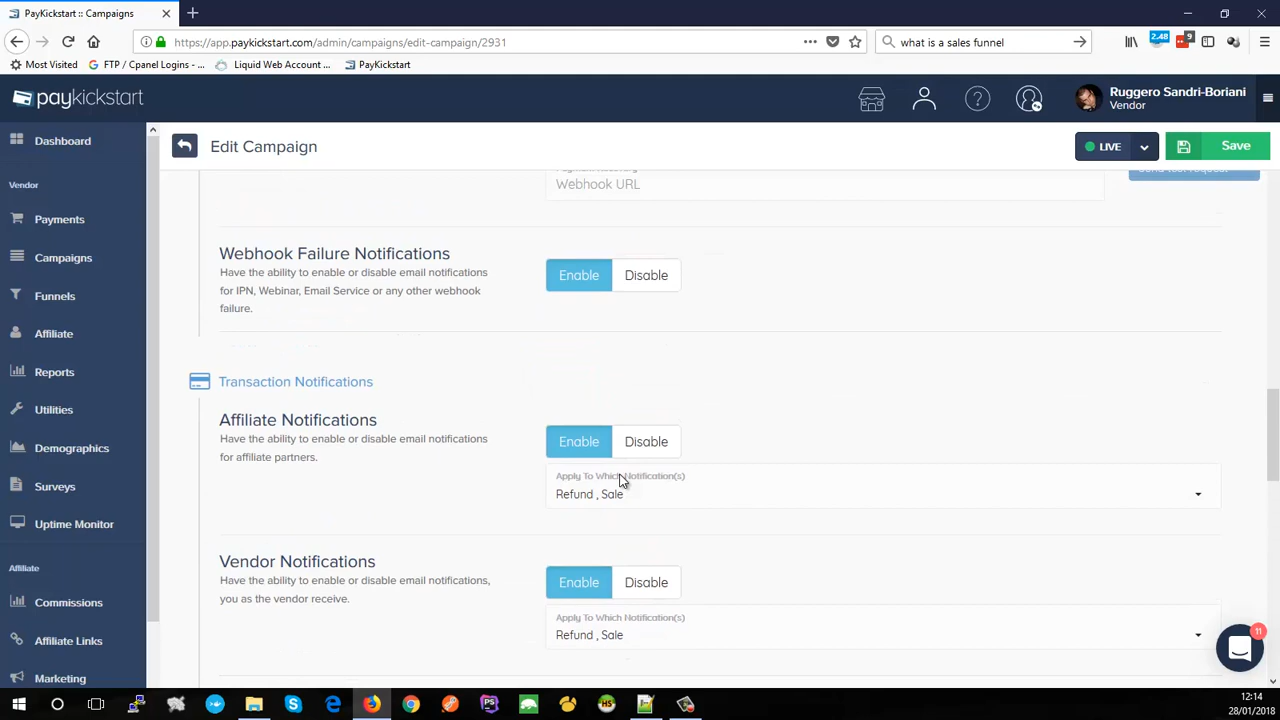 PayKickstart :: Campaigns
https://app.paykickstart.com/admin/campaigns/edit-campaign/2931
what is a sales funnel
2.48
9
Most Visited
FTP / Cpanel Logins - ...
Liquid Web Account ...
PayKickstart
paykickstart
Ruggero Sandri-Boriani
Vendor
Dashboard
Edit Campaign
LIVE
Save
Vendor
Webhook URL
Payments
Campaigns
Webhook Failure Notifications
Have the ability to enable or disable email notifications
for IPN, Webinar, Email Service or any other webhook
failure.
Enable
Disable
Funnels
Affiliate
Reports
Transaction Notifications
Utilities
Affiliate Notifications
Have the ability to enable or disable email notifications
for affiliate partners.
Enable
Disable
Demographics
Apply To Which Notification(s)
Refund , Sale
Surveys
Uptime Monitor
Vendor Notifications
Have the ability to enable or disable email notifications,
you as the vendor receive.
Enable
Disable
Affiliate
Commissions
Apply To Which Notification(s)
Refund , Sale
Affiliate Links
Marketing
11
PS
HS
12:14
28/01/2018